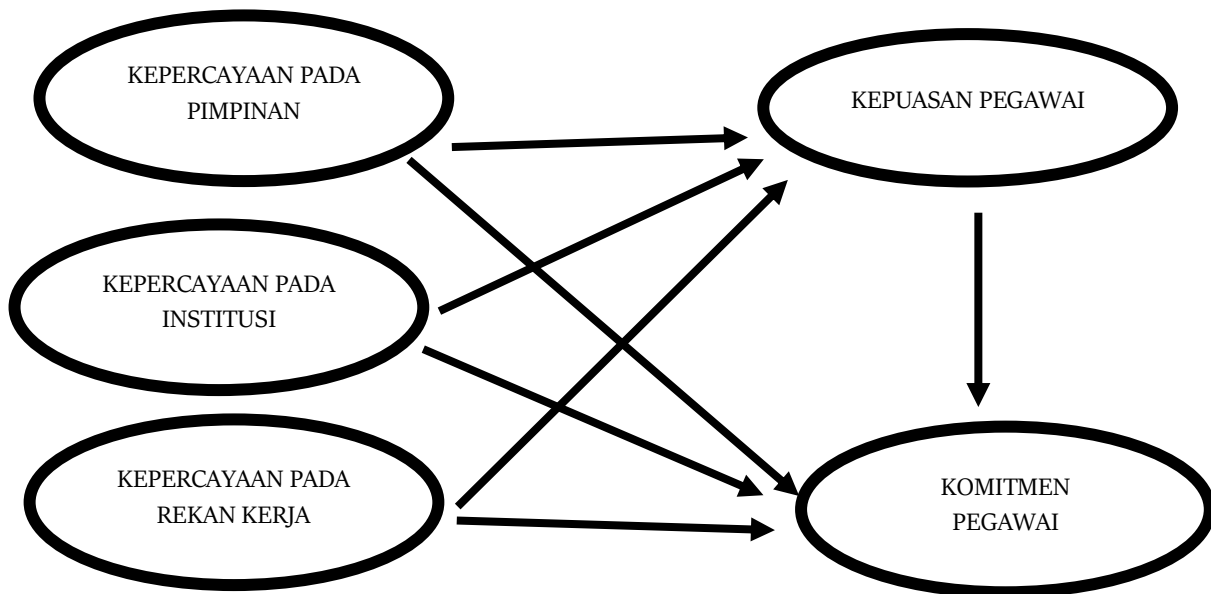 KEPERCAYAAN PADA
PIMPINAN
KEPUASAN PEGAWAI
KEPERCAYAAN PADA
INSTITUSI
KEPERCAYAAN PADA
REKAN KERJA
KOMITMEN
PEGAWAI